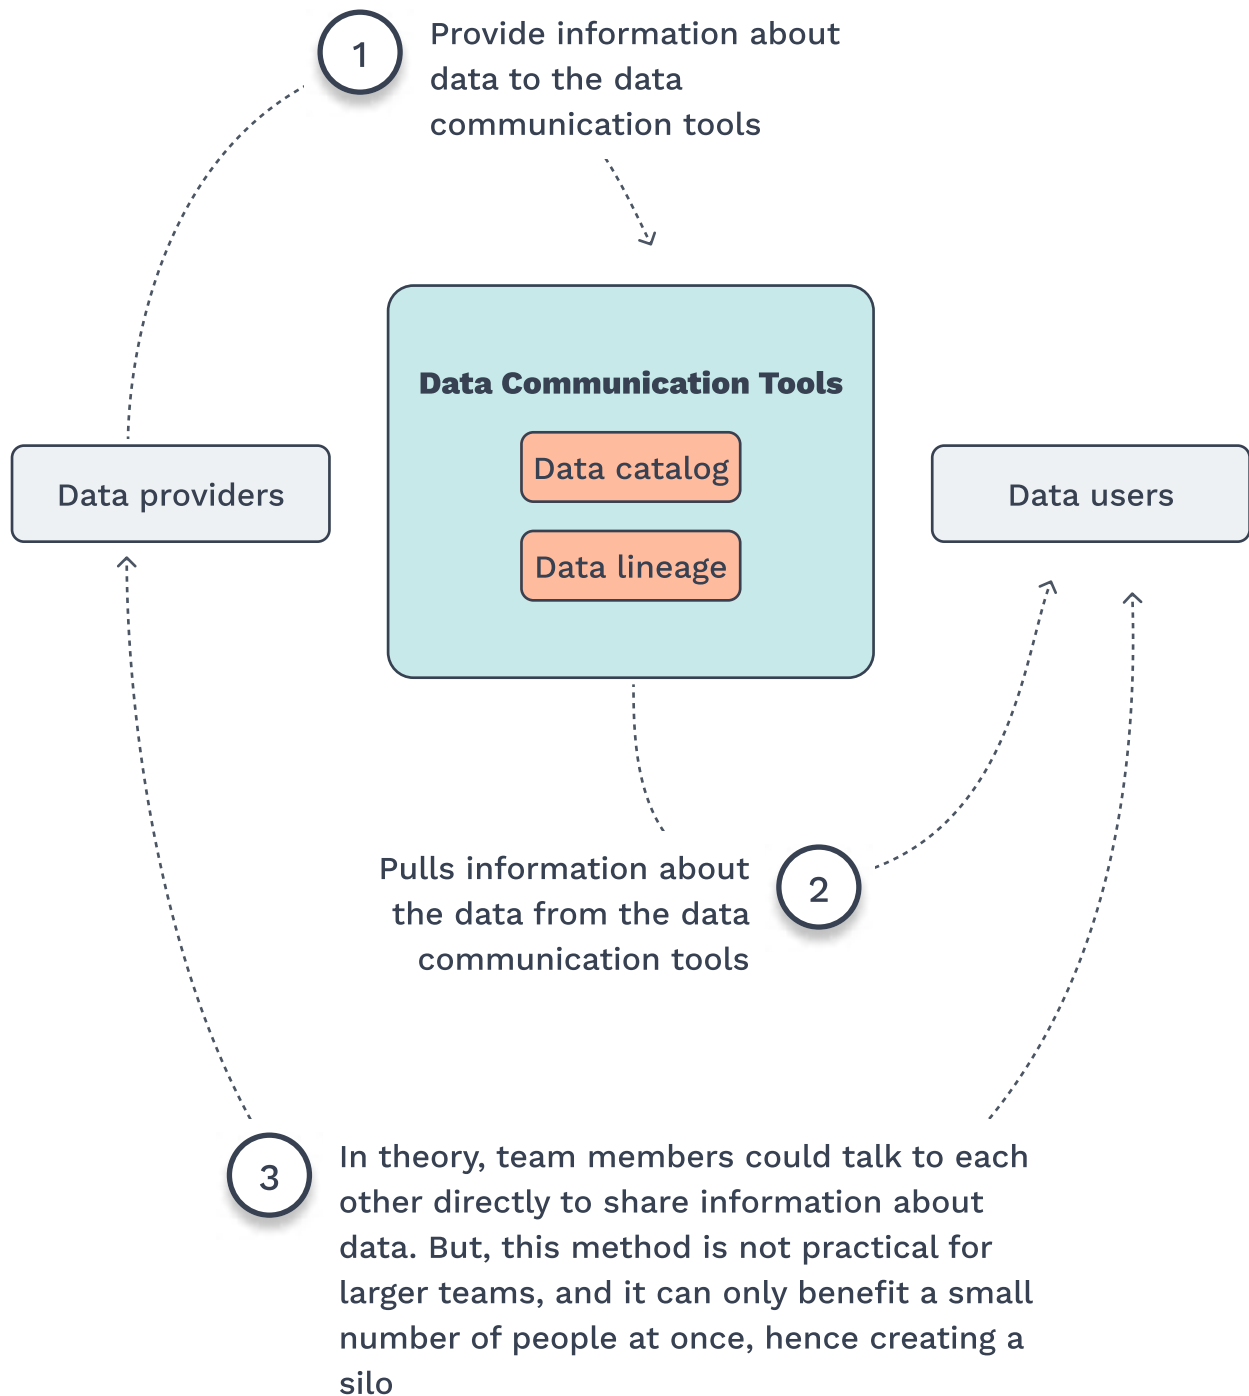 1
Provide information about
data to the data
communication tools
Data Communication Tools
Data catalog
Data providers
Data users
Data lineage
Pulls information about
the data from the data
communication tools
2
3
In theory, team members could talk to each
other directly to share information about
data. But, this method is not practical for
larger teams, and it can only benefit a small
number of people at once, hence creating a
silo